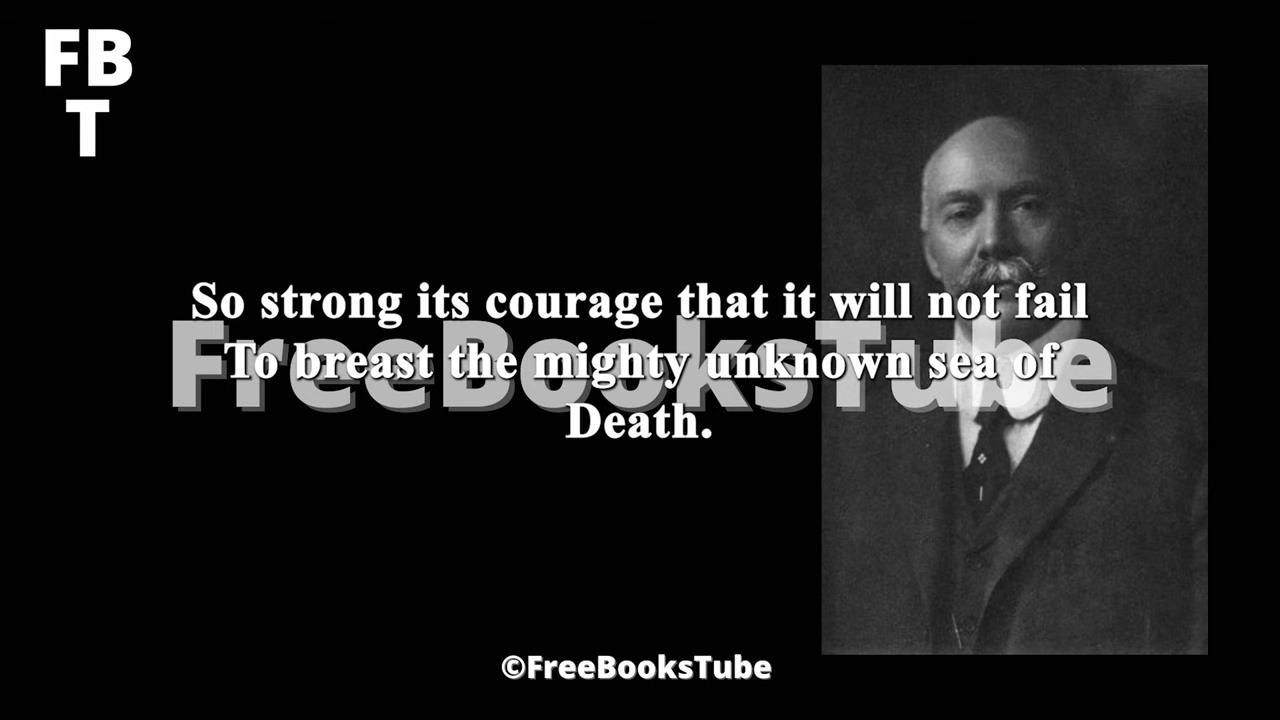 FB
T
So strong its courage that it will not fail
FreeBooksTube
To breast the mighty unknown sea of
Death.
©FreeBooksTube